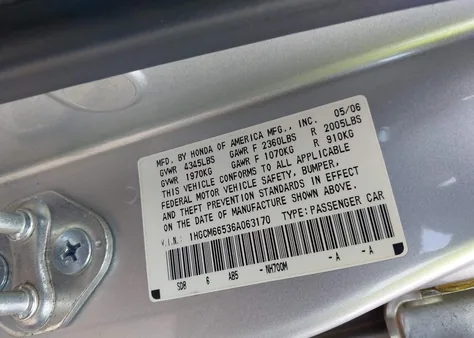 MFD. BY HONDA OF AMERICA MFG., INC. 05/06
GVWR 4345LBS GAWR F 2360LBS R 2005LBS
GVWR 1970KG GAWR F 1070KG R 910KG
THIS VEHICLE CONFORMS TO ALL APPLICABLE
FEDERAL MOTOR VEHICLE SAFETY, BUMPER,
AND THEFT PREVENTION STANDARDS IN EFFECT
ON THE DATE OF MANUFACTURE SHOWN ABOVE.
V.I.N.: 1HGCM66536A063170 TYPE: PASSENGER CAR
SD8 6 AB5 -NH700M -A -A